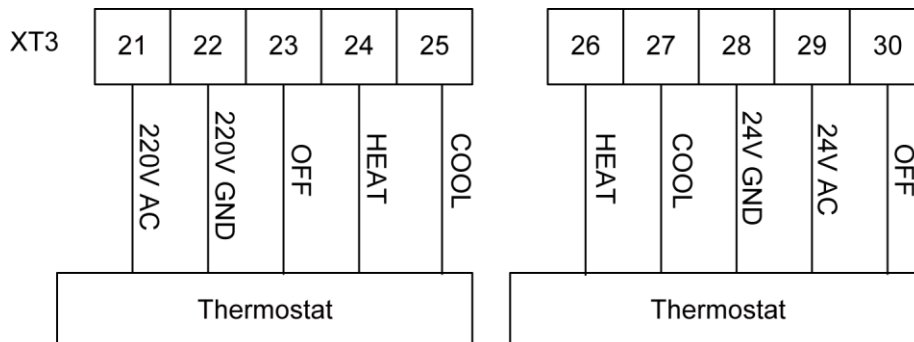 XT3 21 22 23 24 25 26 27 28 29 30
220V AC
220V GND
OFF
HEAT
COOL
HEAT
COOL
24V GND
24V AC
OFF
Thermostat
Thermostat